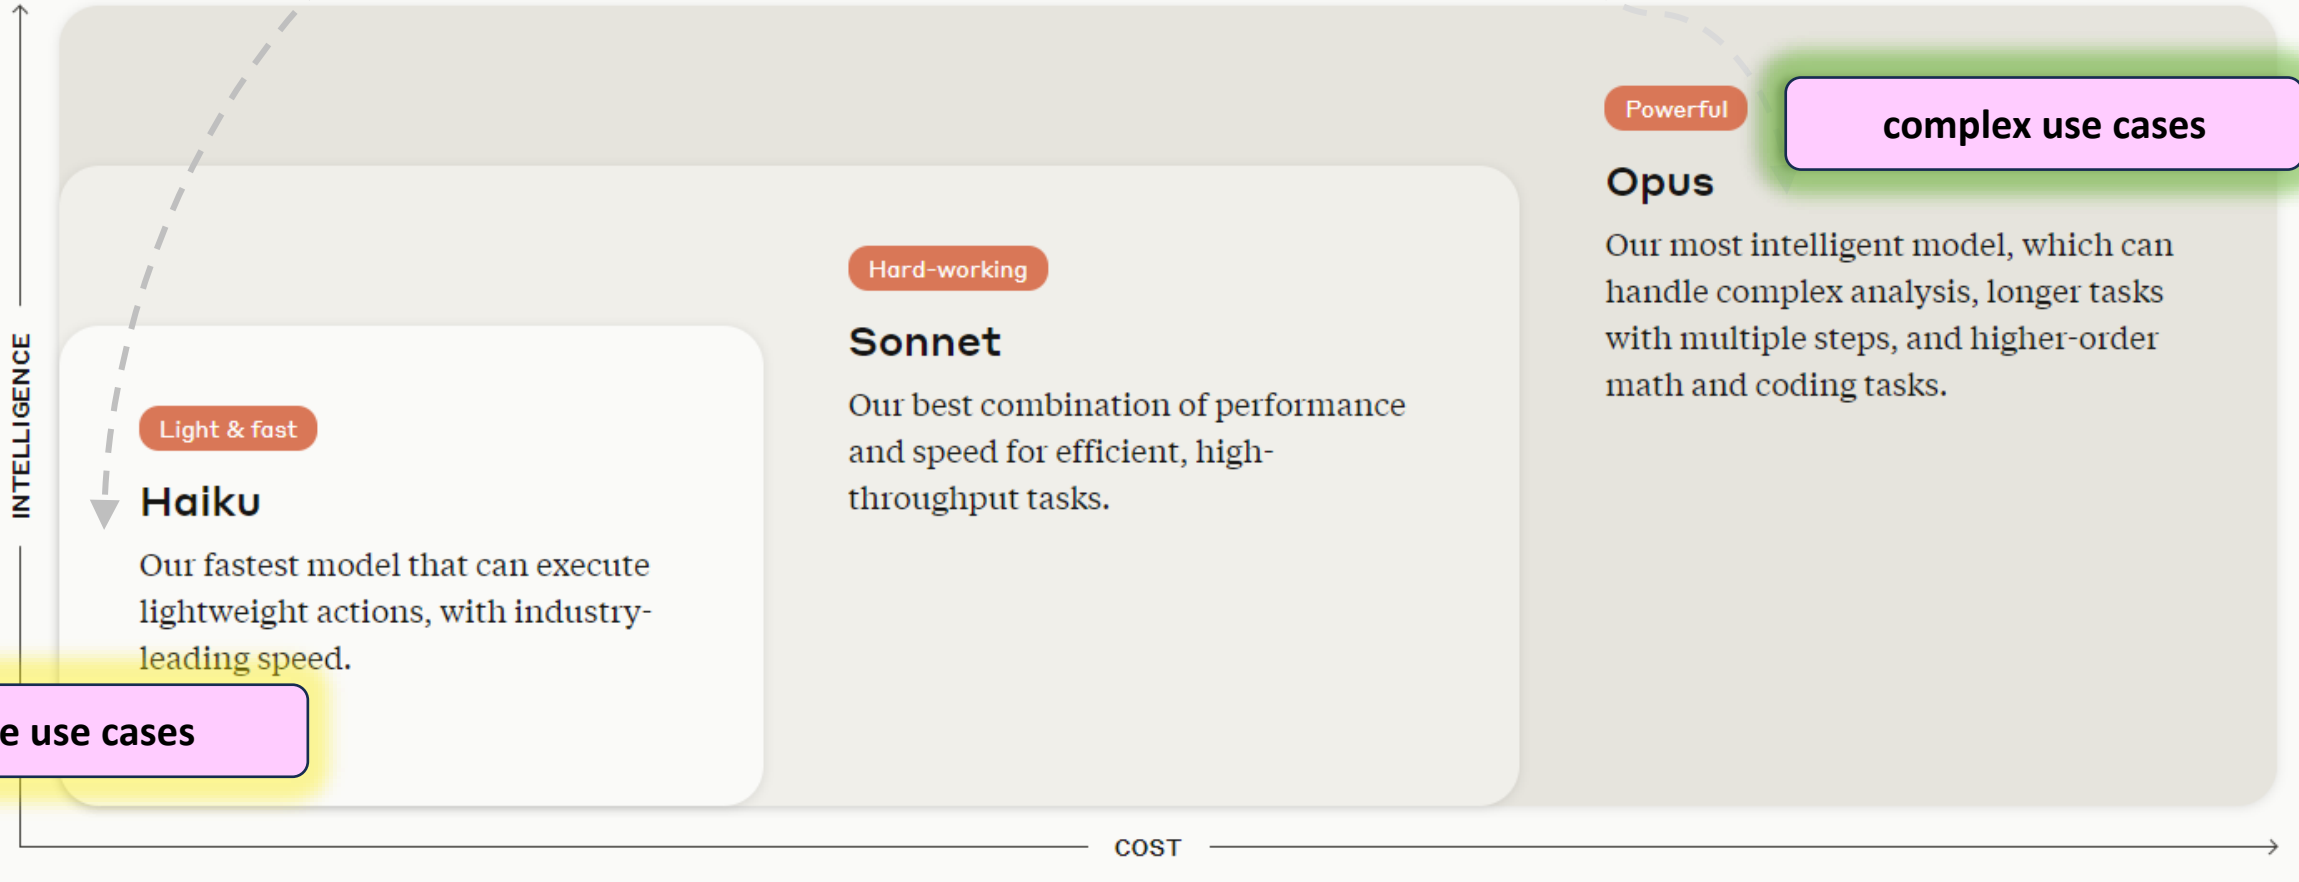 Powerful
complex use cases
Opus
Our most intelligent model, which can
handle complex analysis, longer tasks
with multiple steps, and higher-order
math and coding tasks.
Hard-working
Sonnet
Our best combination of performance
and speed for efficient, high-
throughput tasks.
Light & fast
Haiku
Our fastest model that can execute
lightweight actions, with industry-
leading speed.
use cases
INTELLIGENCE
COST